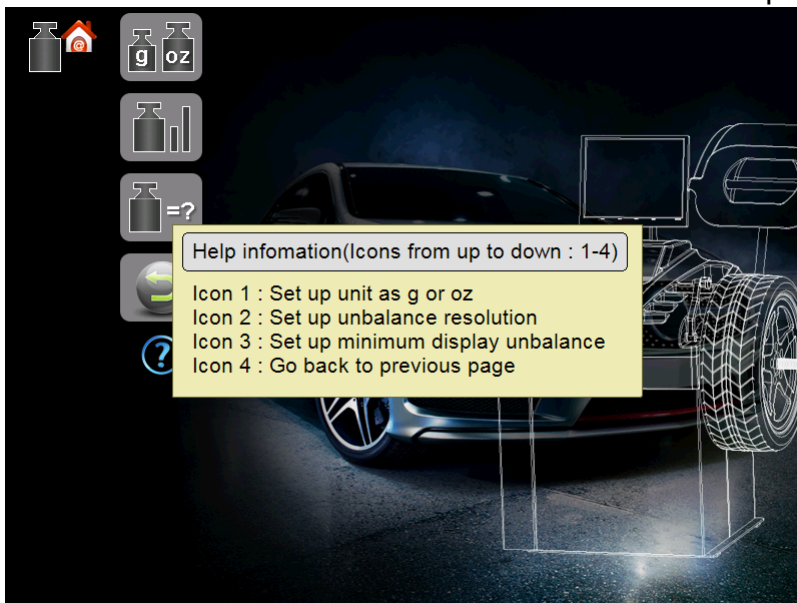 g oz
=?
Help infomation(Icons from up to down : 1-4)
Icon 1 : Set up unit as g or oz
Icon 2 : Set up unbalance resolution
Icon 3 : Set up minimum display unbalance
Icon 4 : Go back to previous page
?